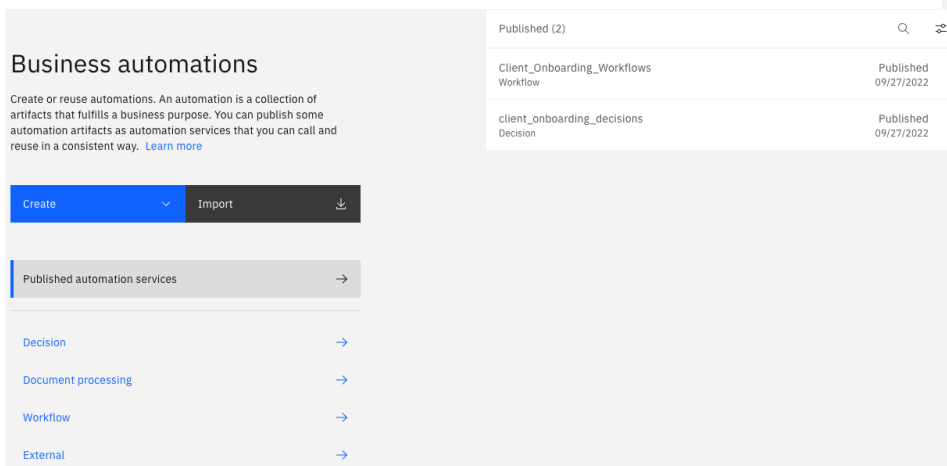 Business automations
Create or reuse automations. An automation is a collection of
artifacts that fulfills a business purpose. You can publish some
automation artifacts as automation services that you can call and
reuse in a consistent way. Learn more
Create
Import
Published automation services
Decision
Document processing
Workflow
External
Published (2)
Client_Onboarding_Workflows
Published
Workflow
09/27/2022
client_onboarding_decisions
Published
Decision
09/27/2022